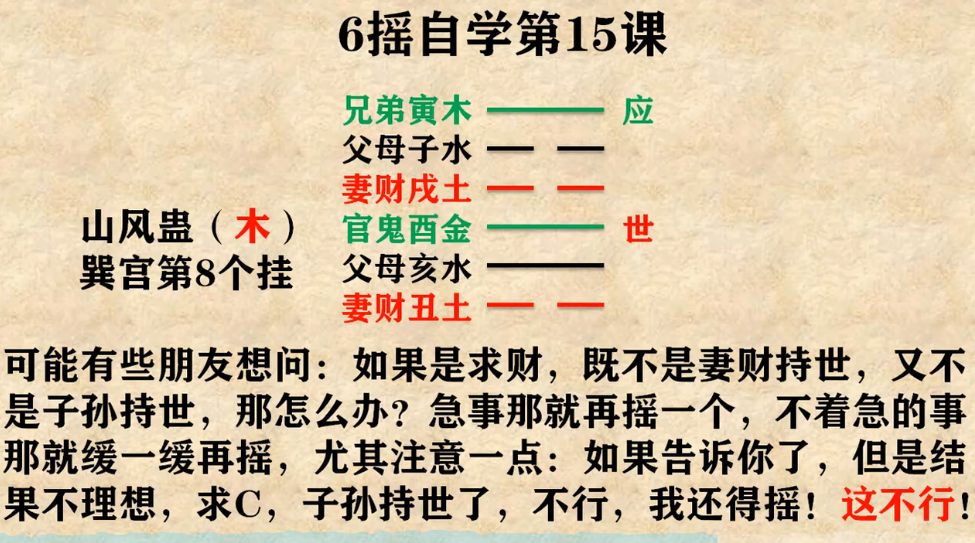 6摇自学第15课
兄弟寅木 应
父母子水
妻财戌土
山风蛊（木） 官鬼酉金 世
巽宫第8个挂 父母亥水
妻财丑土
可能有些朋友想问：如果是求财，既不是妻财持世，又不
是子孙持世，那怎么办？急事那就再摇一个，不着急的事
那就缓一缓再摇，尤其注意一点：如果告诉你了，但是结
果不理想，求C，子孙持世了，不行，我还得摇！这不行！